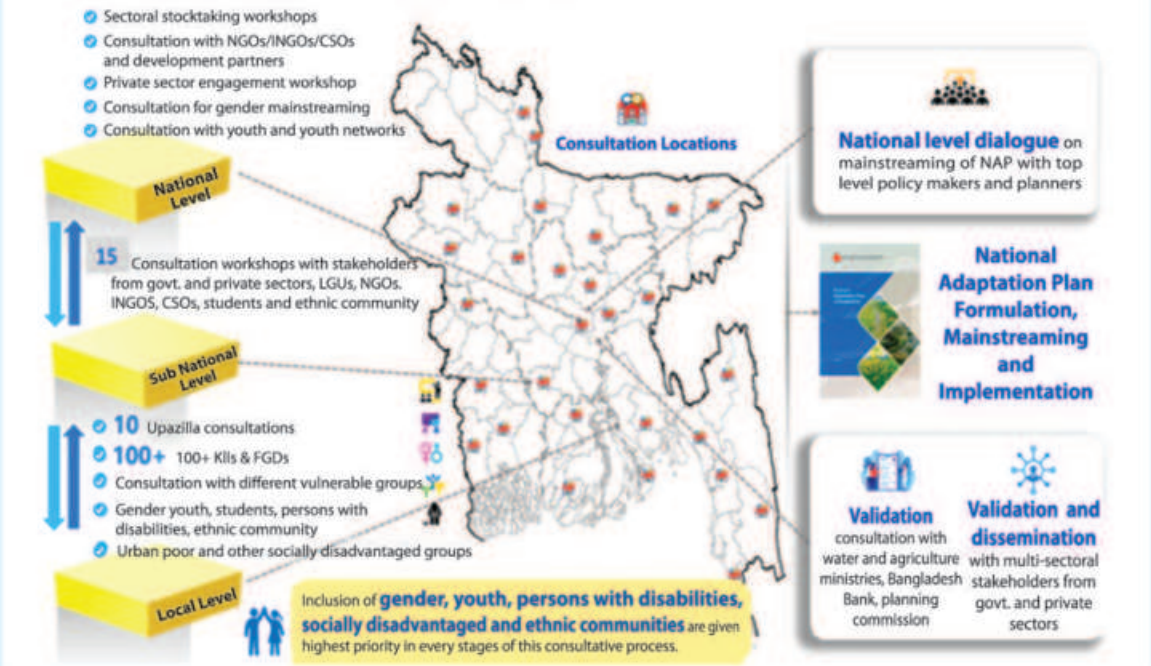 Sectoral stocktaking workshops
Consultation with NGOs/INGOs/CSOs
and development partners
Private sector engagement workshop
Consultation for gender mainstreaming
Consultation with youth and youth networks
National
Level
15 Consultation workshops with stakeholders
from govt. and private sectors, LGUs, NGOs.
INGOS, CSOs, students and ethnic community
Sub National
Level
10 Upazilla consultations
100+ 100+ KIIs & FGDs
Consultation with different vulnerable groups
Gender youth, students, persons with
disabilities, ethnic community
Urban poor and other socially disadvantaged groups
Local Level
Inclusion of gender, youth, persons with disabilities,
socially disadvantaged and ethnic communities are given
highest priority in every stages of this consultative process.
Consultation Locations
National level dialogue on
mainstreaming of NAP with top
level policy makers and planners
National
Adaptation Plan
Formulation,
Mainstreaming
and
Implementation
Validation
consultation with
water and agriculture
ministries, Bangladesh
Bank, planning
commission
Validation and
dissemination
with multi-sectoral
stakeholders from
govt. and private
sectors